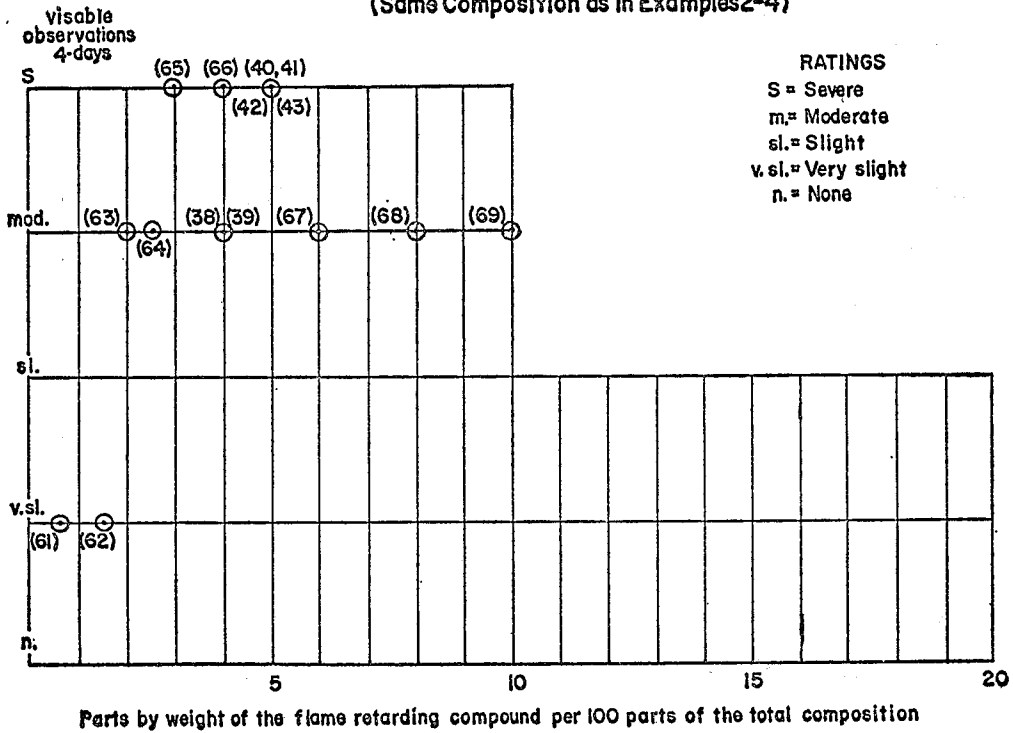 (Same Composition as in Examples 2-4)
visable
observations
4-days
S
(65) (66) (40,41)
(42) (43)
RATINGS
S = Severe
m.= Moderate
sl.= Slight
v. sl.= Very slight
n. = None
mod.
(63) (38) (39) (67) (68) (69)
(64)
sl.
v.sl.
(61) (62)
n.
5 10 15 20
Parts by weight of the flame retarding compound per 100 parts of the total composition